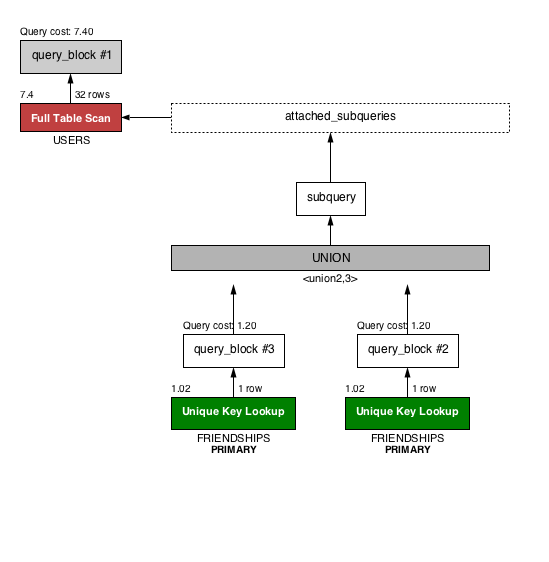 Query cost: 7.40
query_block #1
7.4 32 rows
Full Table Scan
USERS
attached_subqueries
subquery
UNION
<union2,3>
Query cost: 1.20
query_block #3
1.02 1 row
Unique Key Lookup
FRIENDSHIPS
PRIMARY
Query cost: 1.20
query_block #2
1.02 1 row
Unique Key Lookup
FRIENDSHIPS
PRIMARY